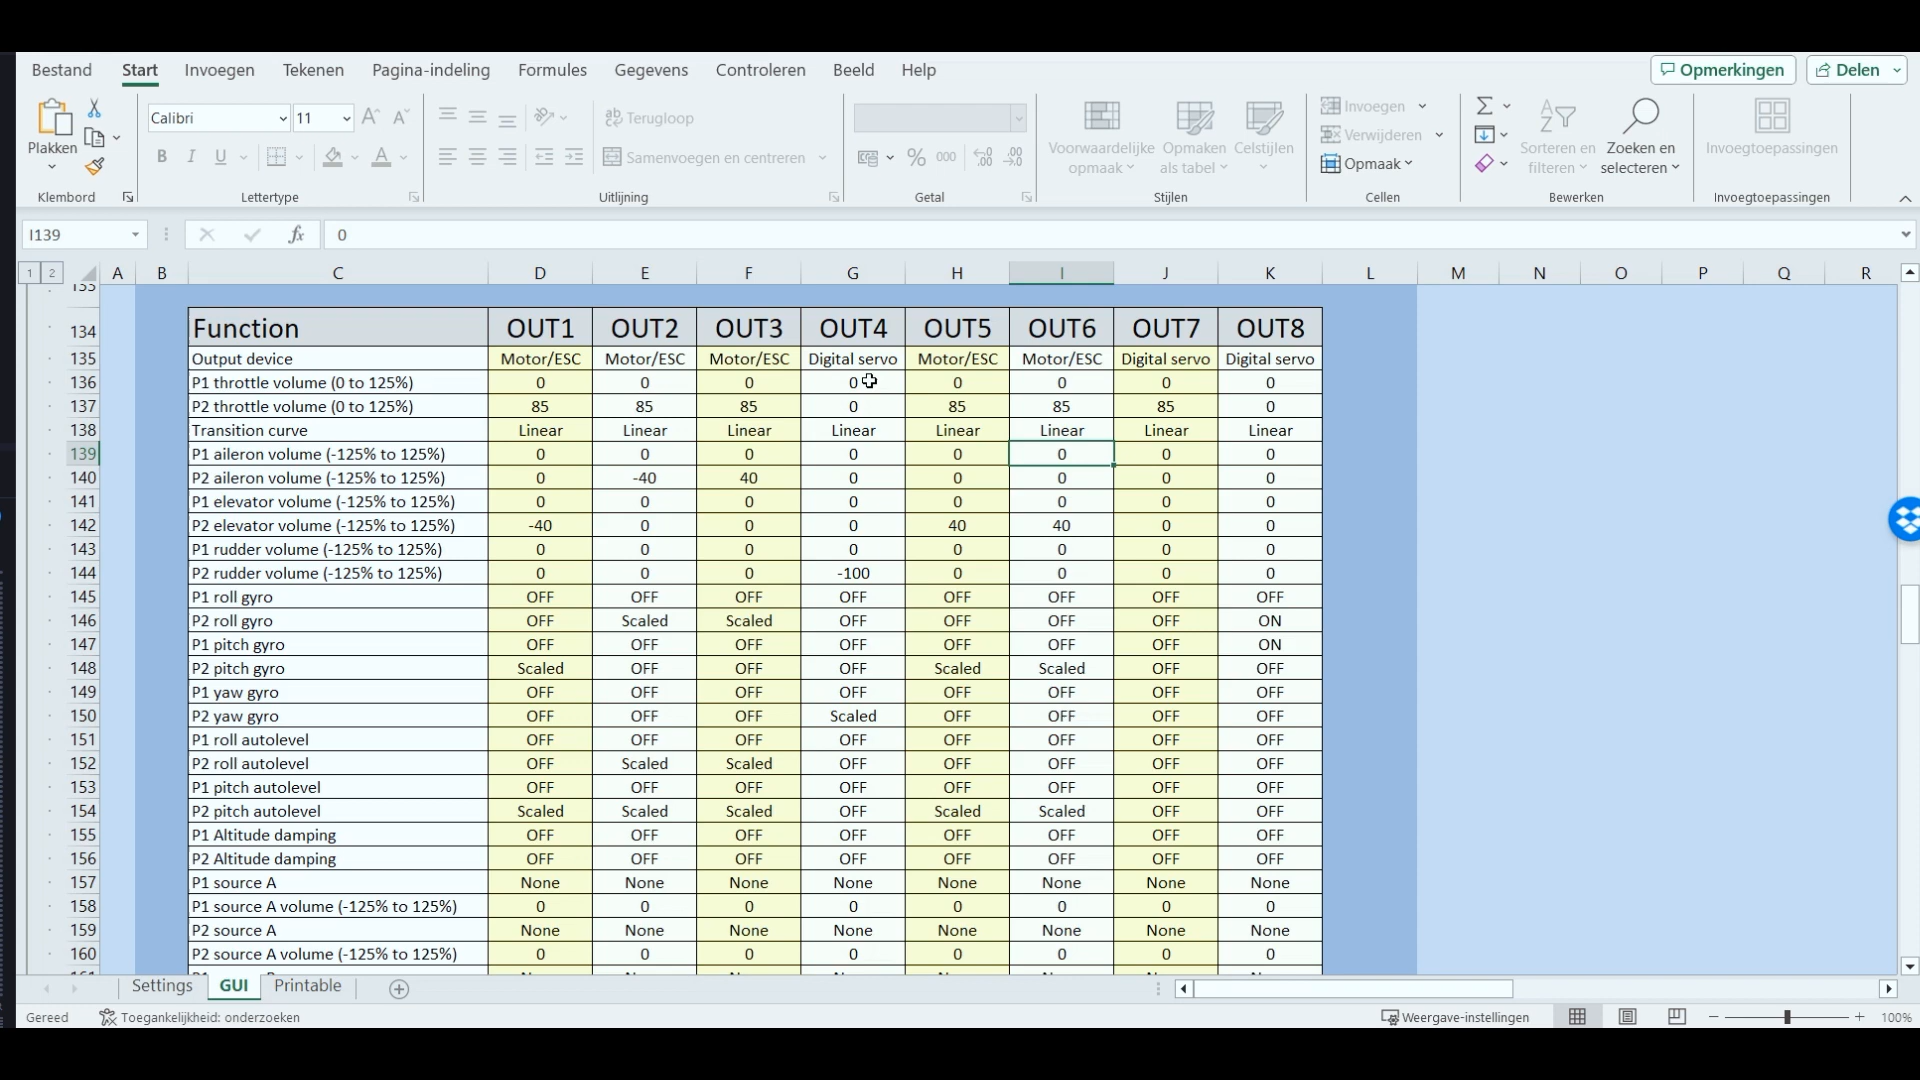 Bestand Start Invoegen Tekenen Pagina-indeling Formules Gegevens Controleren Beeld Help Opmerkingen Delen
Plakken
Klembord
Calibri 11
B I U
Lettertype
Terugloop
Samenvoegen en centreren
Uitlijning
% 000
Getal
Voorwaardelijke opmaak
Opmaken als tabel
Celstijlen
Stijlen
Invoegen
Verwijderen
Opmaak
Cellen
Sorteren en filteren
Zoeken en selecteren
Bewerken
Invoegtoepassingen
Invoegtoepassingen
I139 fx 0
1 2 A B C D E F G H I J K L M N O P Q R
134 Function OUT1 OUT2 OUT3 OUT4 OUT5 OUT6 OUT7 OUT8
135 Output device Motor/ESC Motor/ESC Motor/ESC Digital servo Motor/ESC Motor/ESC Digital servo Digital servo
136 P1 throttle volume (0 to 125%) 0 0 0 0 0 0 0 0
137 P2 throttle volume (0 to 125%) 85 85 85 0 85 85 85 0
138 Transition curve Linear Linear Linear Linear Linear Linear Linear Linear
139 P1 aileron volume (-125% to 125%) 0 0 0 0 0 0 0 0
140 P2 aileron volume (-125% to 125%) 0 -40 40 0 0 0 0 0
141 P1 elevator volume (-125% to 125%) 0 0 0 0 0 0 0 0
142 P2 elevator volume (-125% to 125%) -40 0 0 0 40 40 0 0
143 P1 rudder volume (-125% to 125%) 0 0 0 0 0 0 0 0
144 P2 rudder volume (-125% to 125%) 0 0 0 -100 0 0 0 0
145 P1 roll gyro OFF OFF OFF OFF OFF OFF OFF OFF
146 P2 roll gyro OFF Scaled Scaled OFF OFF OFF OFF ON
147 P1 pitch gyro OFF OFF OFF OFF OFF OFF OFF ON
148 P2 pitch gyro Scaled OFF OFF OFF Scaled Scaled OFF OFF
149 P1 yaw gyro OFF OFF OFF OFF OFF OFF OFF OFF
150 P2 yaw gyro OFF OFF OFF Scaled OFF OFF OFF OFF
151 P1 roll autolevel OFF OFF OFF OFF OFF OFF OFF OFF
152 P2 roll autolevel OFF Scaled Scaled OFF OFF OFF OFF OFF
153 P1 pitch autolevel OFF OFF OFF OFF OFF OFF OFF OFF
154 P2 pitch autolevel Scaled Scaled Scaled OFF Scaled Scaled OFF OFF
155 P1 Altitude damping OFF OFF OFF OFF OFF OFF OFF OFF
156 P2 Altitude damping OFF OFF OFF OFF OFF OFF OFF OFF
157 P1 source A None None None None None None None None
158 P1 source A volume (-125% to 125%) 0 0 0 0 0 0 0 0
159 P2 source A None None None None None None None None
160 P2 source A volume (-125% to 125%) 0 0 0 0 0 0 0 0
Settings GUI Printable
Gereed Toegankelijkheid: onderzoeken Weergave-instellingen 100%